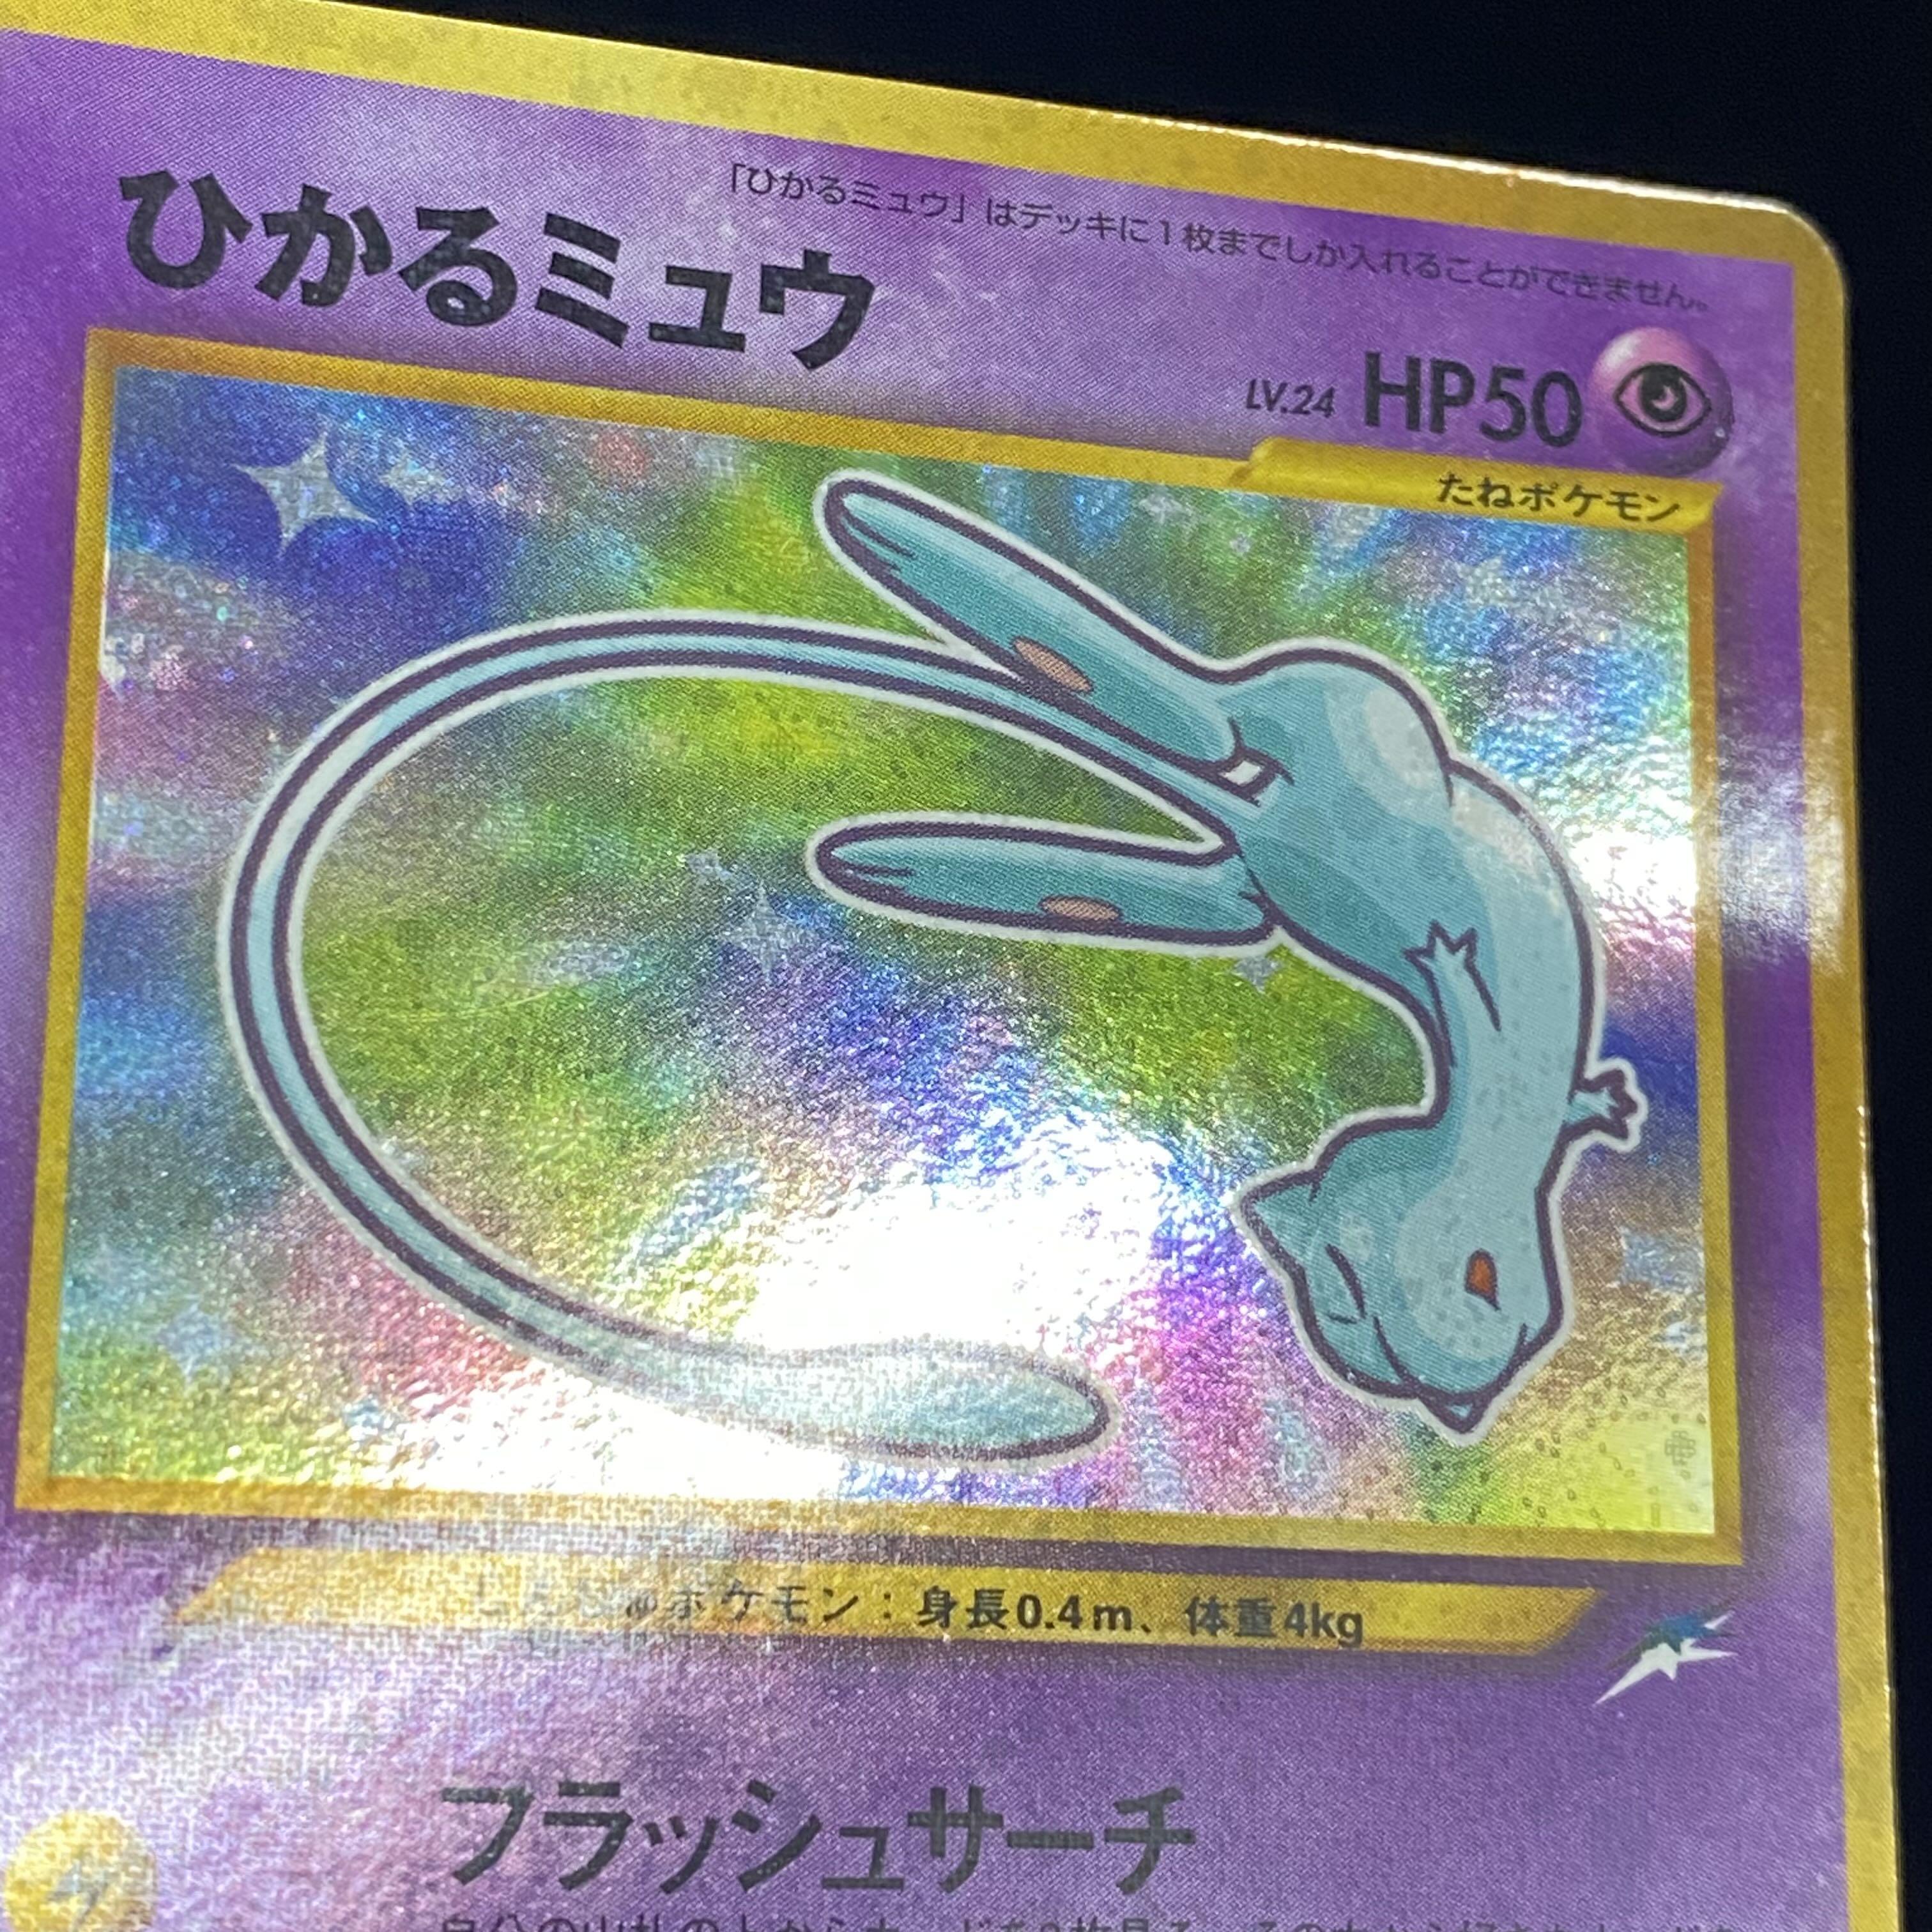 「ひかるミュウ」はデッキに1枚までしか入れることができません。
ひかるミュウ
LV.24 HP50
たねポケモン
ポケモン：身長0.4m、体重4kg
フラッシュサーチ